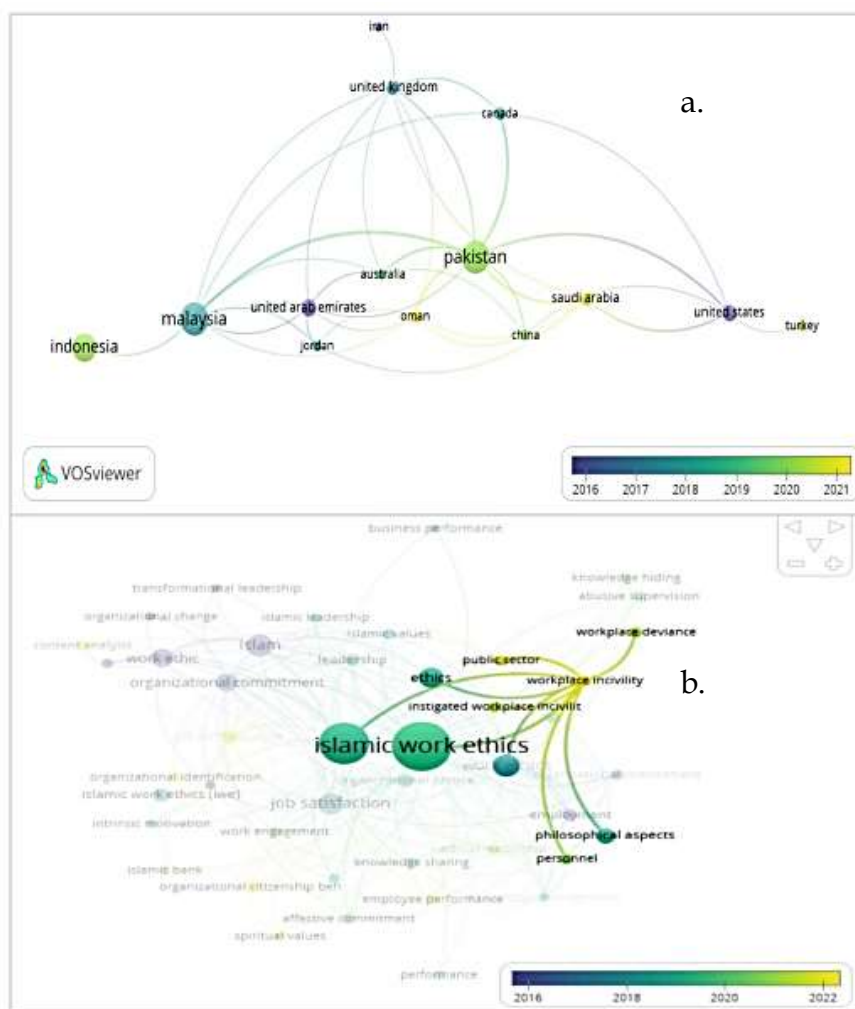 iran
united kingdom
canada
a.
pakistan
australia
saudi arabia
united arab emirates
oman
united states
malaysia
turkey
china
indonesia
jordan
VOSviewer
2016 2017 2018 2019 2020 2021
business performance
knowledge hiding
transformational leadership
abusive supervision
organizational change
islamic leadership
workplace deviance
islamic values
content analysis
islam
work ethic
leadership
public sector
ethics
workplace incivility
b.
organizational commitment
instigated workplace incivilit
islamic work ethics
organizational identification
islamic work ethics (iwe)
job satisfaction
employment
intrinsic motivation
work engagement
philosophical aspects
personnel
knowledge sharing
islamic bank
organizational citizenship beh
employee performance
affective commitment
spiritual values
performance
2016 2018 2020 2022